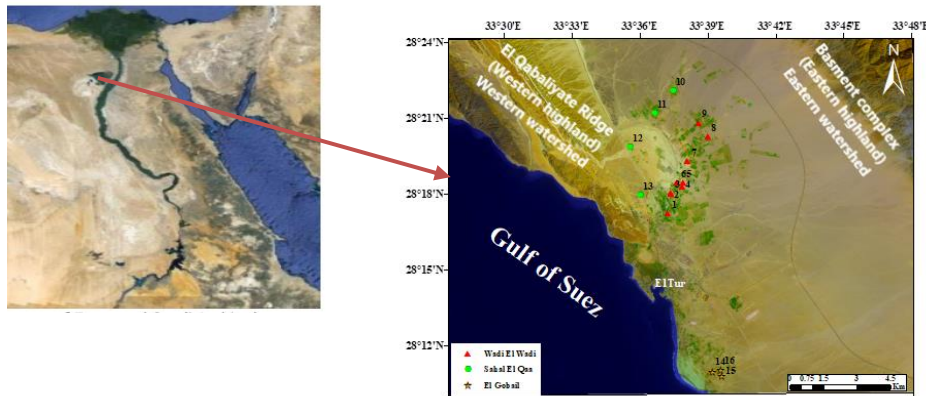 33°30'E 33°33'E 33°36'E 33°39'E 33°42'E 33°45'E 33°48'E
28°24'N
28°21'N
28°18'N
28°15'N
28°12'N
El Qabaliyate Ridge
(Western highland)
Western watershed
Basment complex
(Eastern highland)
Eastern watershed
N
10
11
9
8
12
7
65
4
13
2
1
Gulf of Suez
El Tur
14 16
15
Wadi El Wadi
Sahal El Qaa
El Gobail
0 0.75 1.5 3 4.5
Km